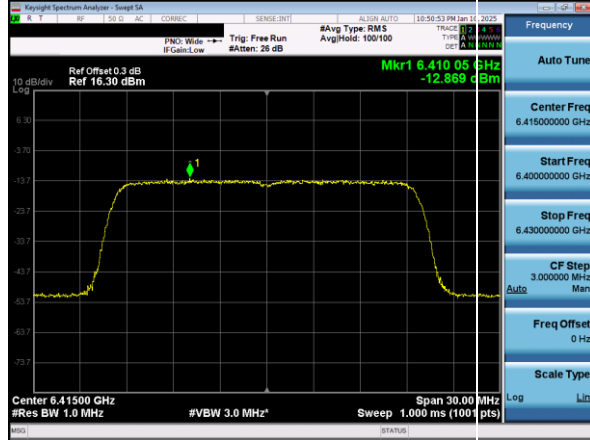 Keysight Spectrum Analyzer - Swept SA
R T RF 50 Ω AC CORREC SENSE:INT ALIGN AUTO 10:50:53 PM Jan 10, 2025
Frequency
PNO: Wide Trig: Free Run #Avg Type: RMS TRACE 1 2
IFGain:Low #Atten: 26 dB Avg|Hold: 100/100 TYPE A
DET A N N N N N
Auto Tune
Mkr1 6.410 05 GHz
Ref Offset 0.3 dB
10 dB/div Ref 16.30 dBm -12.869 dBm
Log
Center Freq
6.415000000 GHz
6.30
-3.70
1
Start Freq
6.400000000 GHz
-13.7
-23.7
Stop Freq
6.430000000 GHz
-33.7
-43.7
CF Step
3.000000 MHz
Auto Man
-53.7
-63.7
Freq Offset
0 Hz
-73.7
Scale Type
Log Lin
Center 6.41500 GHz Span 30.00 MHz
#Res BW 1.0 MHz #VBW 3.0 MHz* Sweep 1.000 ms (1001 pts)
MSG STATUS